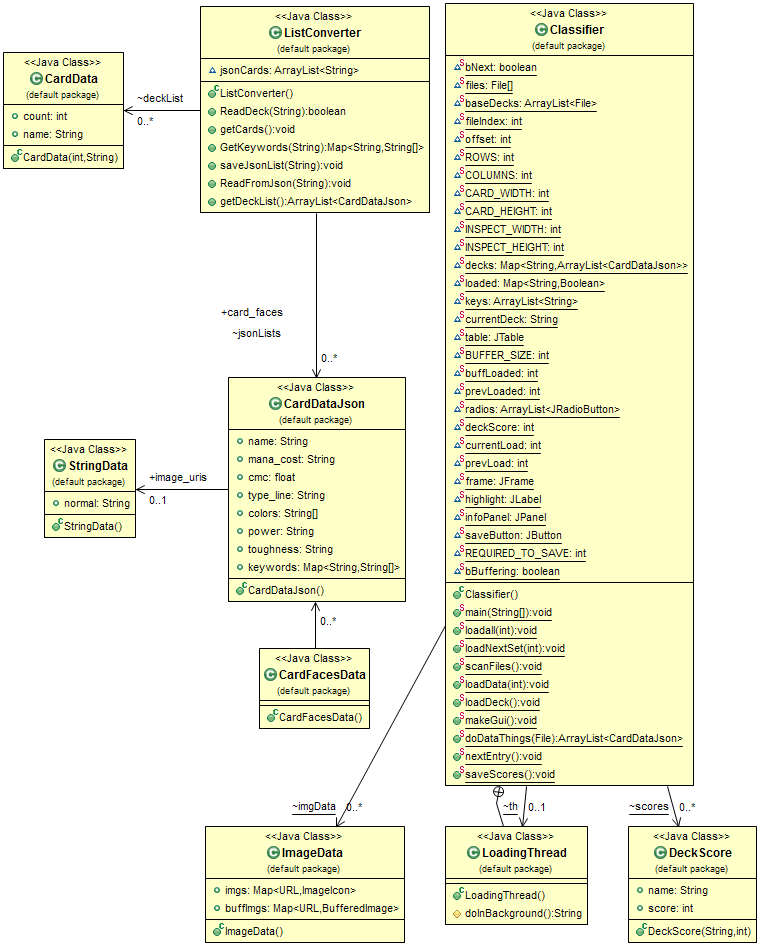 <<Java Class>>
CardData
(default package)
count: int
name: String
CardData(int,String)
~deckList
0..*
<<Java Class>>
ListConverter
(default package)
jsonCards: ArrayList<String>
ListConverter()
ReadDeck(String):boolean
getCards():void
GetKeywords(String):Map<String,String[]>
saveJsonList(String):void
ReadFromJson(String):void
getDeckList():ArrayList<CardDataJson>
+card_faces
~jsonLists
0..*
<<Java Class>>
CardDataJson
(default package)
name: String
mana_cost: String
cmc: float
type_line: String
colors: String[]
power: String
toughness: String
keywords: Map<String,String[]>
CardDataJson()
+image_uris
0..1
<<Java Class>>
StringData
(default package)
normal: String
StringData()
0..*
<<Java Class>>
CardFacesData
(default package)
CardFacesData()
<<Java Class>>
Classifier
(default package)
bNext: boolean
files: File[]
baseDecks: ArrayList<File>
fileIndex: int
offset: int
ROWS: int
COLUMNS: int
CARD_WIDTH: int
CARD_HEIGHT: int
INSPECT_WIDTH: int
INSPECT_HEIGHT: int
decks: Map<String,ArrayList<CardDataJson>>
loaded: Map<String,Boolean>
keys: ArrayList<String>
currentDeck: String
table: JTable
BUFFER_SIZE: int
buffLoaded: int
prevLoaded: int
radios: ArrayList<JRadioButton>
deckScore: int
currentLoad: int
prevLoad: int
frame: JFrame
highlight: JLabel
infoPanel: JPanel
saveButton: JButton
REQUIRED_TO_SAVE: int
bBuffering: boolean
Classifier()
main(String[]):void
loadall(int):void
loadNextSet(int):void
scanFiles():void
loadData(int):void
loadDeck():void
makeGui():void
doDataThings(File):ArrayList<CardDataJson>
nextEntry():void
saveScores():void
~imgData
0..*
~th
0..1
~scores
0..*
<<Java Class>>
ImageData
(default package)
imgs: Map<URL,ImageIcon>
buffImgs: Map<URL,BufferedImage>
ImageData()
<<Java Class>>
LoadingThread
(default package)
LoadingThread()
doInBackground():String
<<Java Class>>
DeckScore
(default package)
name: String
score: int
DeckScore(String,int)